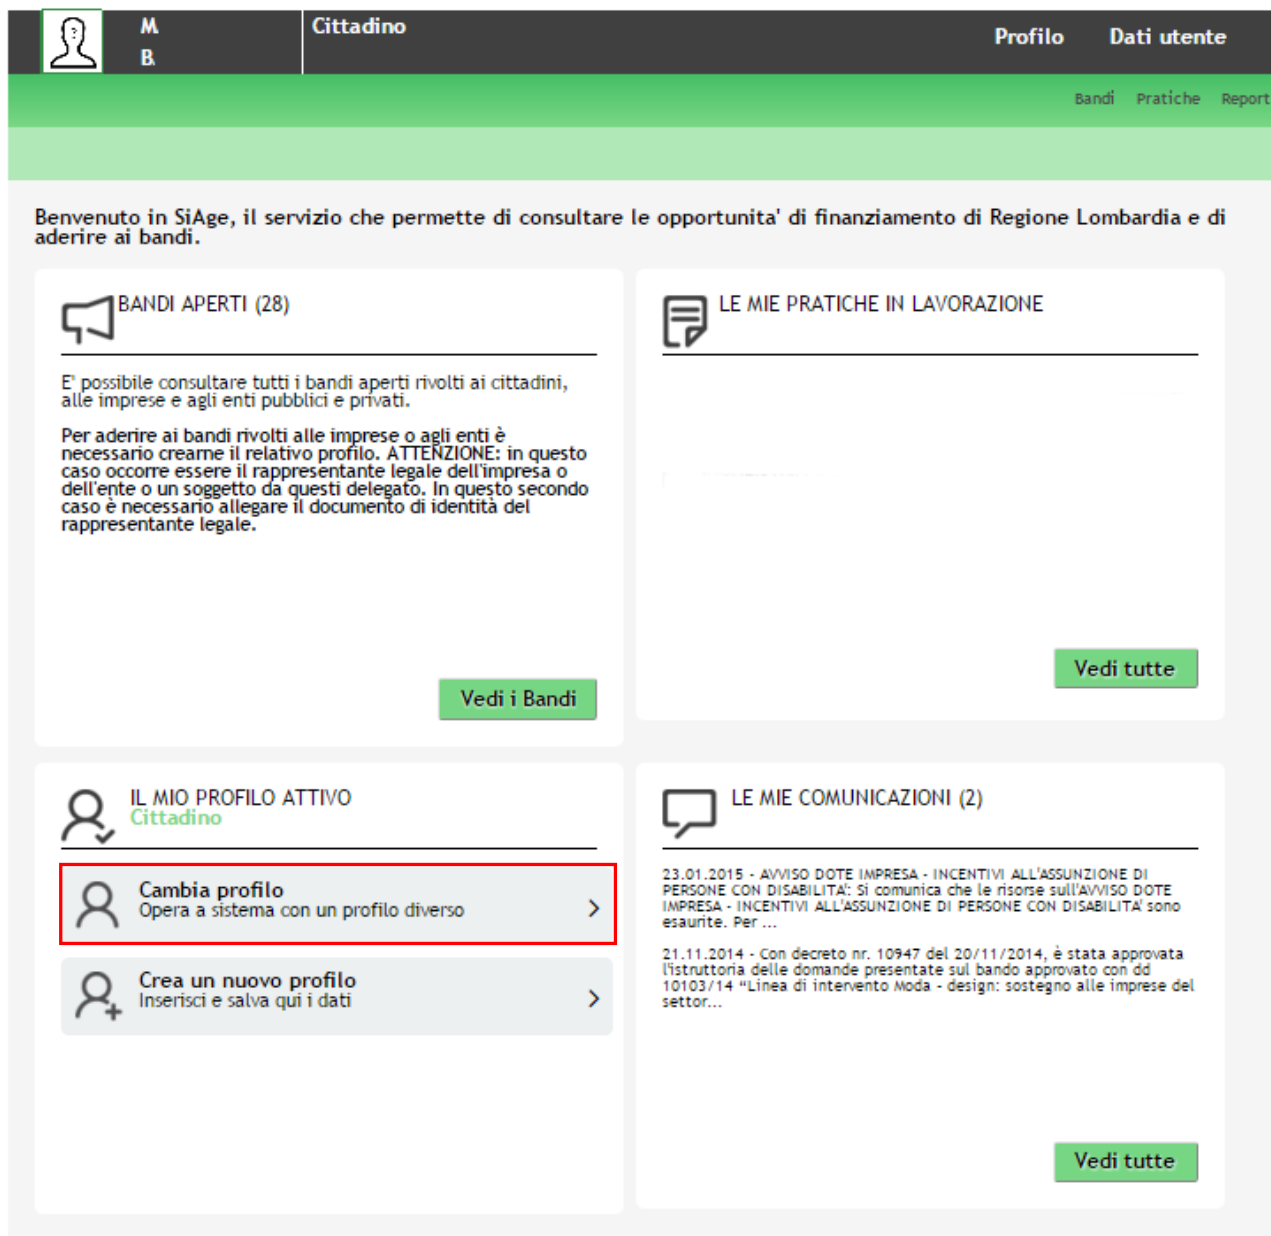 M
B.
Cittadino
Profilo Dati utente
Bandi Pratiche Report
Benvenuto in SiAge, il servizio che permette di consultare le opportunita' di finanziamento di Regione Lombardia e di
aderire ai bandi.
BANDI APERTI (28)
E' possibile consultare tutti i bandi aperti rivolti ai cittadini,
alle imprese e agli enti pubblici e privati.
Per aderire ai bandi rivolti alle imprese o agli enti è
necessario crearne il relativo profilo. ATTENZIONE: in questo
caso occorre essere il rappresentante legale dell'impresa o
dell'ente o un soggetto da questi delegato. In questo secondo
caso è necessario allegare il documento di identità del
rappresentante legale.
Vedi i Bandi
LE MIE PRATICHE IN LAVORAZIONE
Vedi tutte
IL MIO PROFILO ATTIVO
Cittadino
Cambia profilo
Opera a sistema con un profilo diverso
Crea un nuovo profilo
Inserisci e salva qui i dati
LE MIE COMUNICAZIONI (2)
23.01.2015 - AVVISO DOTE IMPRESA - INCENTIVI ALL'ASSUNZIONE DI
PERSONE CON DISABILITA': Si comunica che le risorse sull'AVVISO DOTE
IMPRESA - INCENTIVI ALL'ASSUNZIONE DI PERSONE CON DISABILITA' sono
esaurite. Per ...
21.11.2014 - Con decreto nr. 10947 del 20/11/2014, è stata approvata
l'istruttoria delle domande presentate sul bando approvato con dd
10103/14 “Linea di intervento Moda - design: sostegno alle imprese del
settor...
Vedi tutte